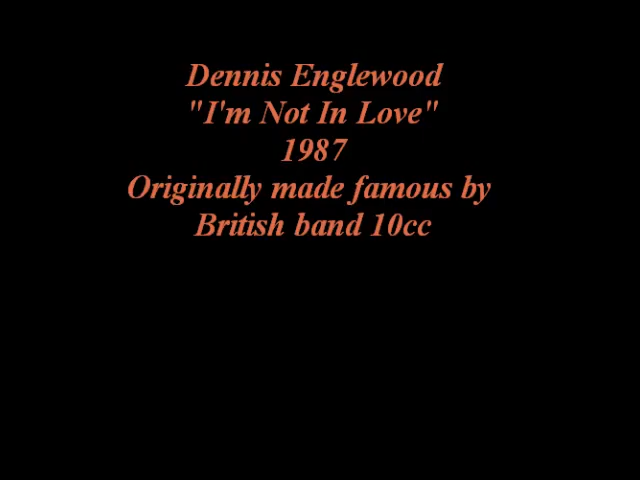 Dennis Englewood
"I'm Not In Love"
1987
Originally made famous by
British band 10cc